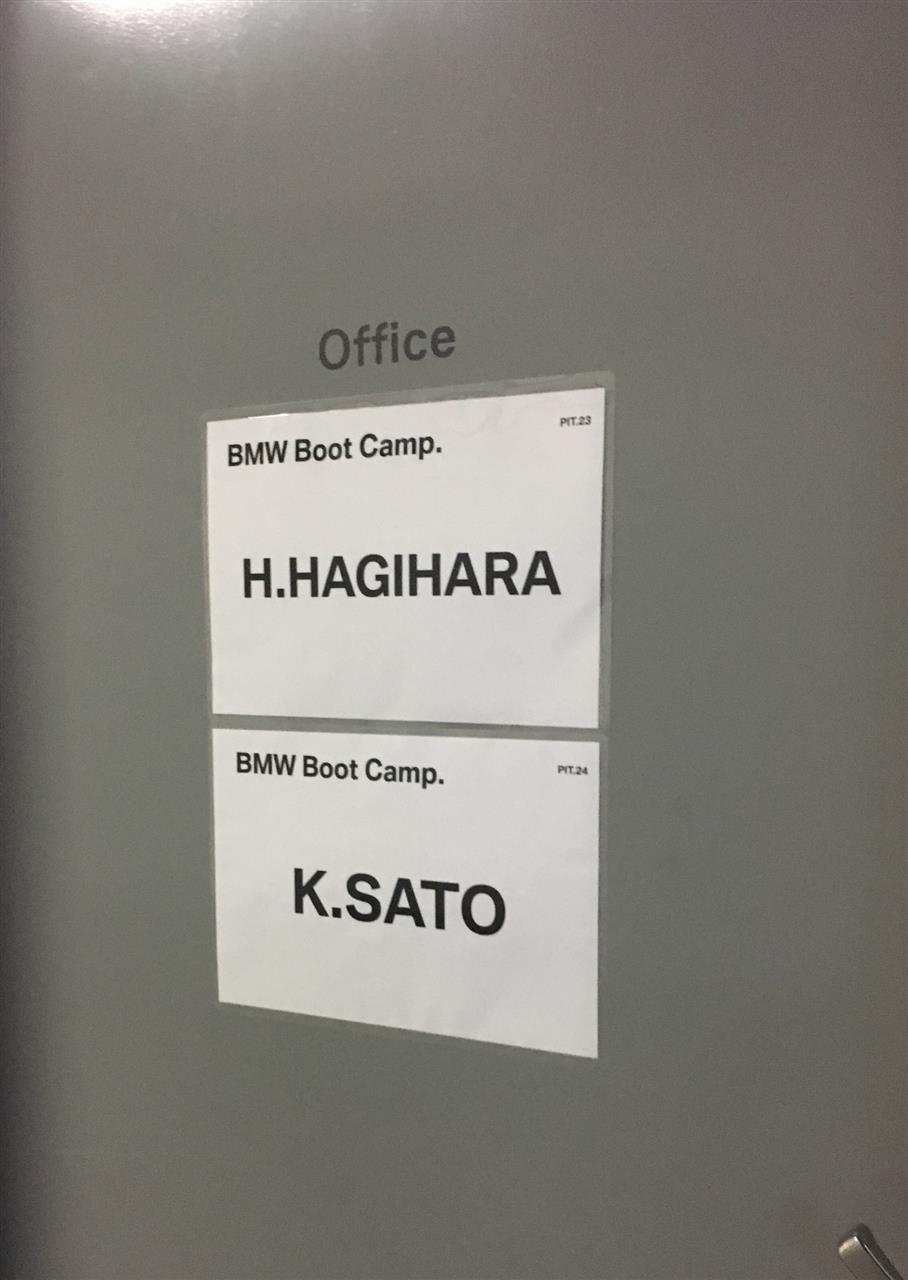 Office
PIT.23
BMW Boot Camp.
H.HAGIHARA
BMW Boot Camp.
PIT.24
K.SATO